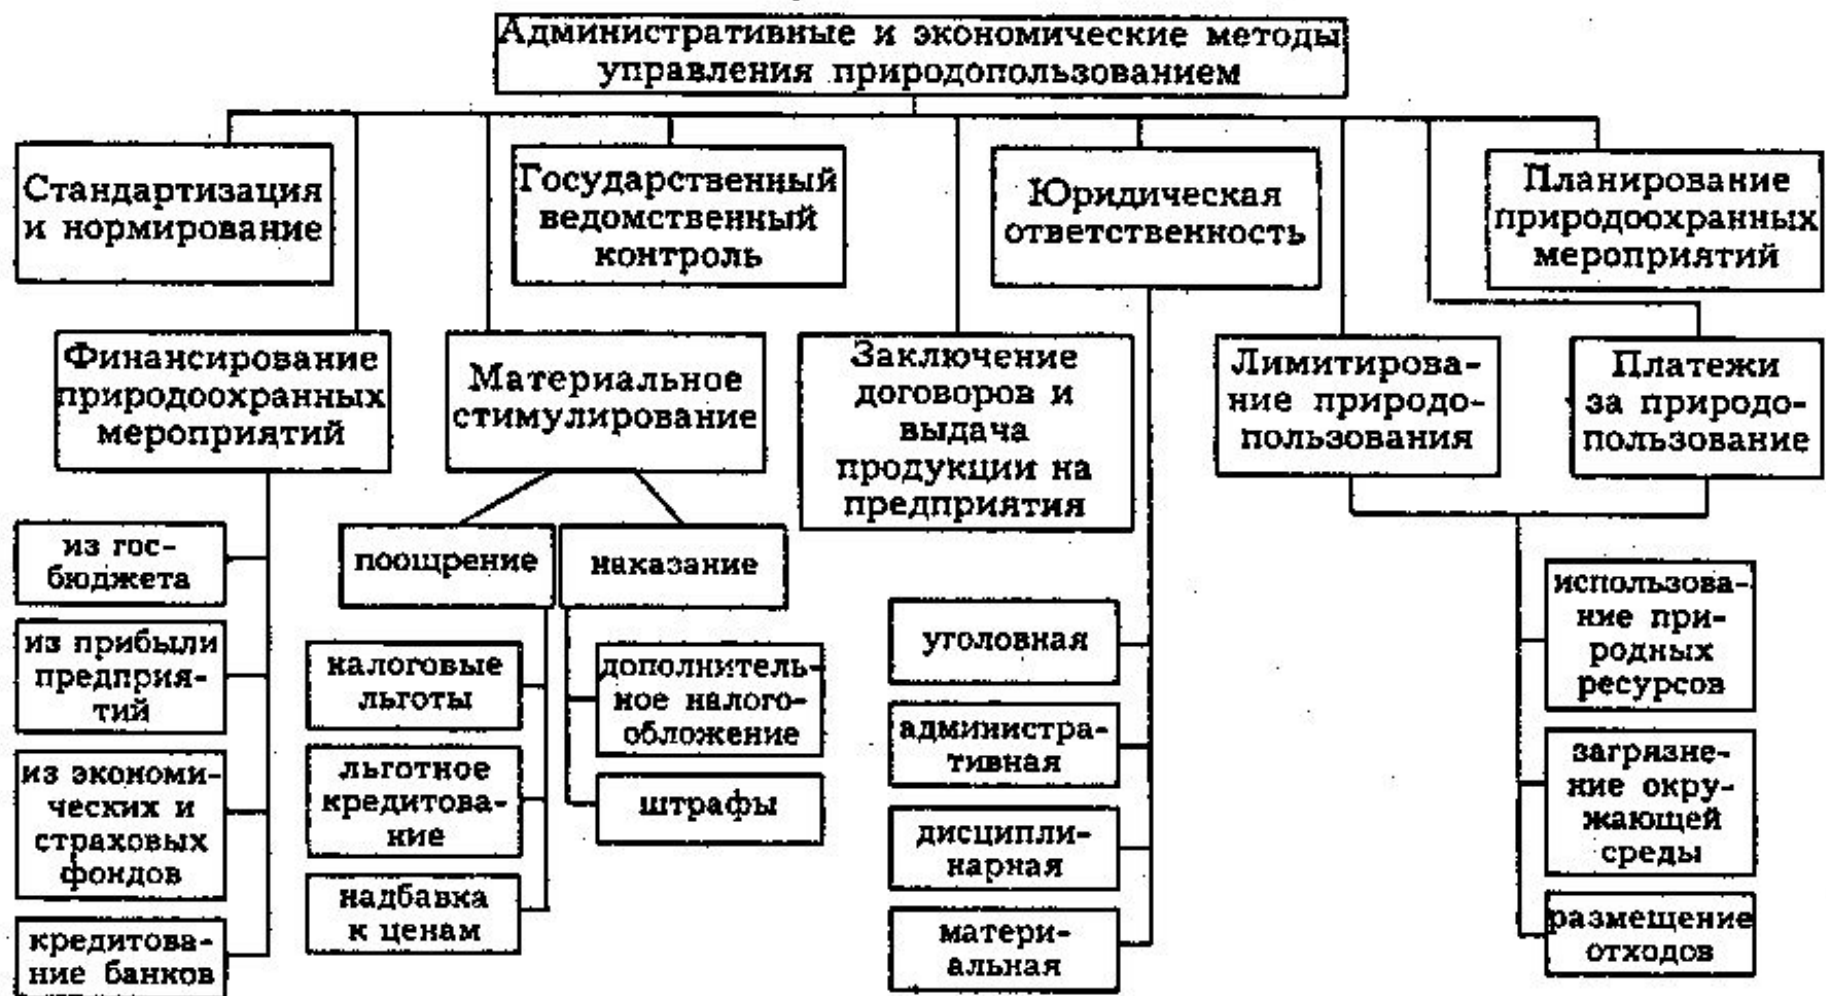 Административные и экономические методы
управления природопользованием
Стандартизация
и нормирование
Государственный
ведомственный
контроль
Юридическая
ответственность
Планирование
природоохранных
мероприятий
Финансирование
природоохранных
мероприятий
Материальное
стимулирование
Заключение
договоров и
выдача
продукции на
предприятия
Лимитирова-
ние природо-
пользования
Платежи
за природо-
пользование
из гос-
бюджета
из прибыли
предприя-
тий
из экономи-
ческих и
страховых
фондов
кредитова-
ние банков
поощрение
налоговые
льготы
льготное
кредитова-
ние
надбавка
к ценам
наказание
дополнитель-
ное налого-
обложение
штрафы
уголовная
администра-
тивная
дисципли-
нарная
матери-
альная
использова-
ние при-
родных
ресурсов
загрязне-
ние окру-
жающей
среды
размещение
отходов